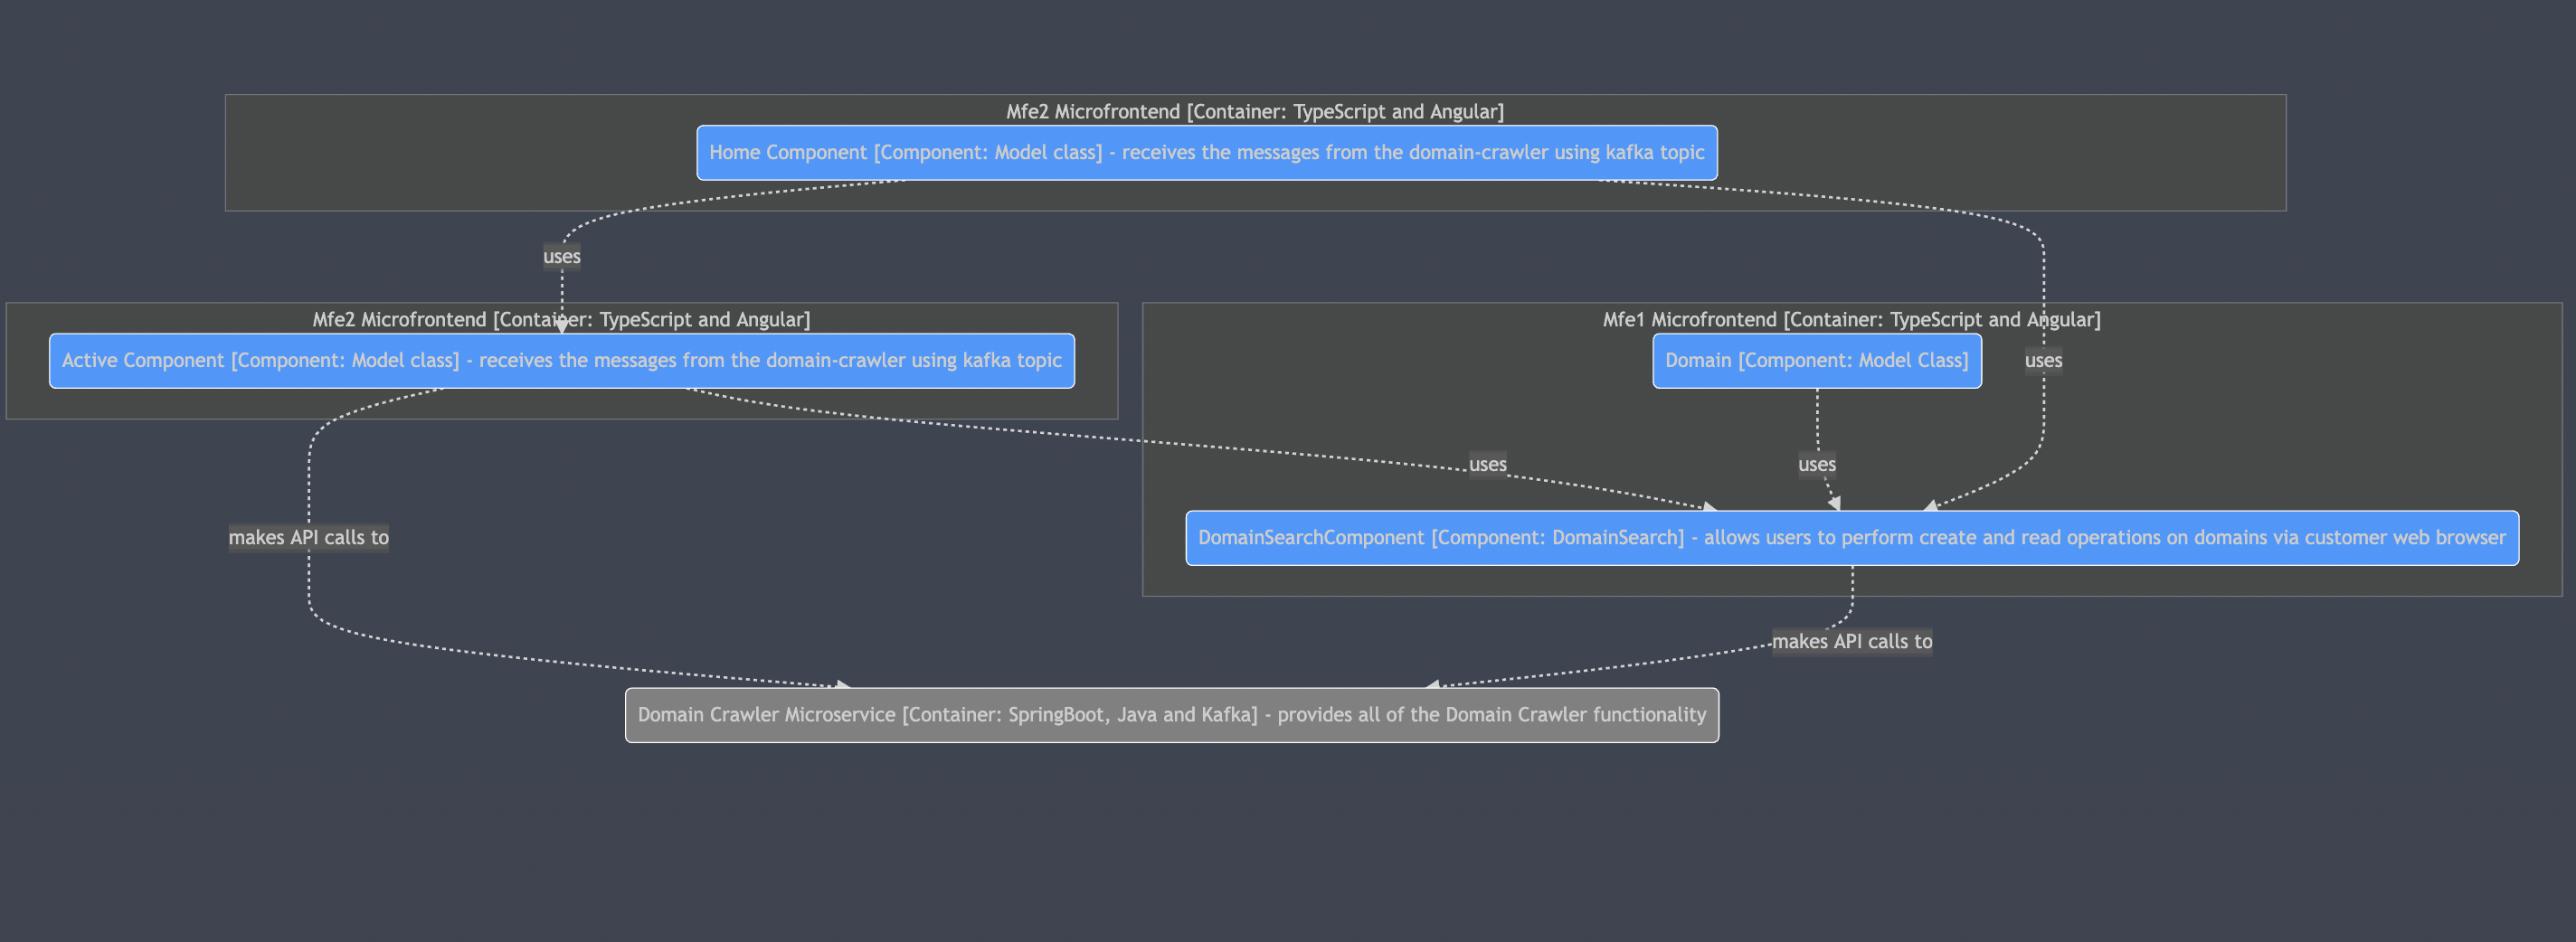 Mfe2 Microfrontend [Container: TypeScript and Angular]
Home Component [Component: Model class] - receives the messages from the domain-crawler using kafka topic
uses
Mfe2 Microfrontend [Container: TypeScript and Angular]
Active Component [Component: Model class] - receives the messages from the domain-crawler using kafka topic
Mfe1 Microfrontend [Container: TypeScript and Angular]
Domain [Component: Model Class]
uses
uses
uses
DomainSearchComponent [Component: DomainSearch] - allows users to perform create and read operations on domains via customer web browser
makes API calls to
makes API calls to
Domain Crawler Microservice [Container: SpringBoot, Java and Kafka] - provides all of the Domain Crawler functionality